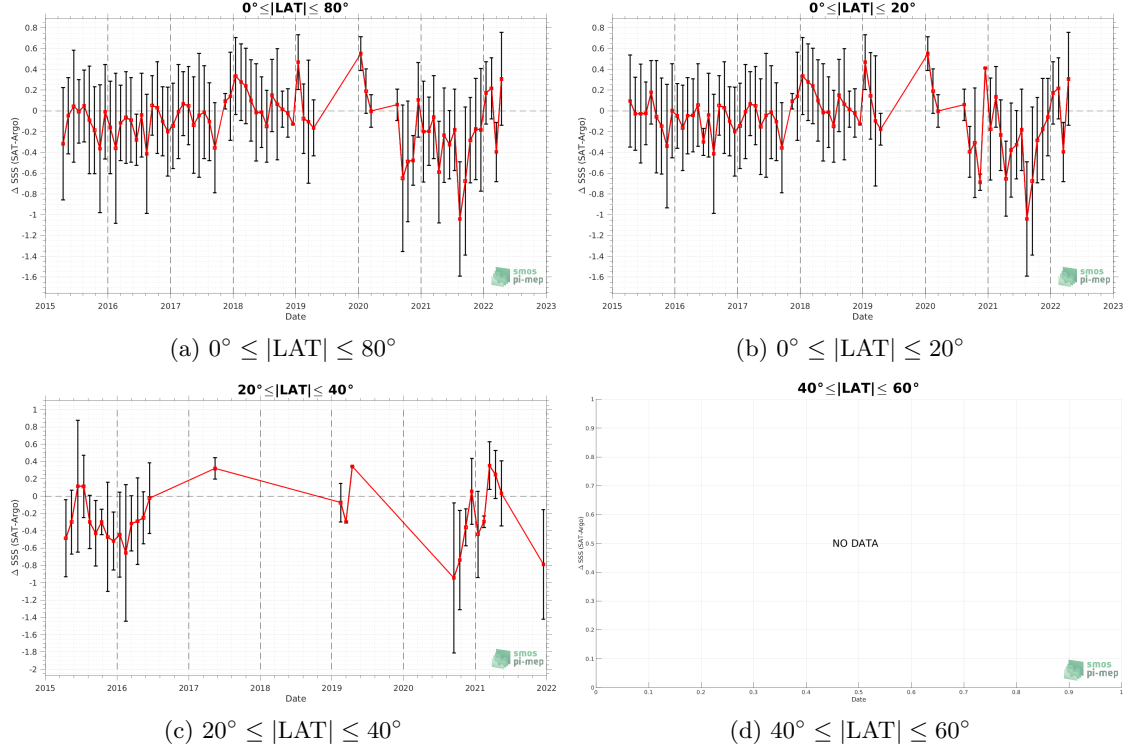 0°≤|LAT|≤ 80°
Δ SSS (SAT-Argo)
0.8
0.6
0.4
0.2
0
-0.2
-0.4
-0.6
-0.8
-1
-1.2
-1.4
-1.6
2015 2016 2017 2018 2019 2020 2021 2022 2023
Date
smos
pi-mep
(a) 0° ≤ |LAT| ≤ 80°
0°≤|LAT|≤ 20°
Δ SSS (SAT-Argo)
0.8
0.6
0.4
0.2
0
-0.2
-0.4
-0.6
-0.8
-1
-1.2
-1.4
-1.6
2015 2016 2017 2018 2019 2020 2021 2022 2023
Date
smos
pi-mep
(b) 0° ≤ |LAT| ≤ 20°
20°≤|LAT|≤ 40°
Δ SSS (SAT-Argo)
1
0.8
0.6
0.4
0.2
0
-0.2
-0.4
-0.6
-0.8
-1
-1.2
-1.4
-1.6
-1.8
-2
2015 2016 2017 2018 2019 2020 2021 2022
Date
smos
pi-mep
(c) 20° ≤ |LAT| ≤ 40°
40°≤|LAT|≤ 60°
Δ SSS (SAT-Argo)
1
0.9
0.8
0.7
0.6
0.5
0.4
0.3
0.2
0.1
0
NO DATA
0 0.1 0.2 0.3 0.4 0.5 0.6 0.7 0.8 0.9 1
Date
smos
pi-mep
(d) 40° ≤ |LAT| ≤ 60°